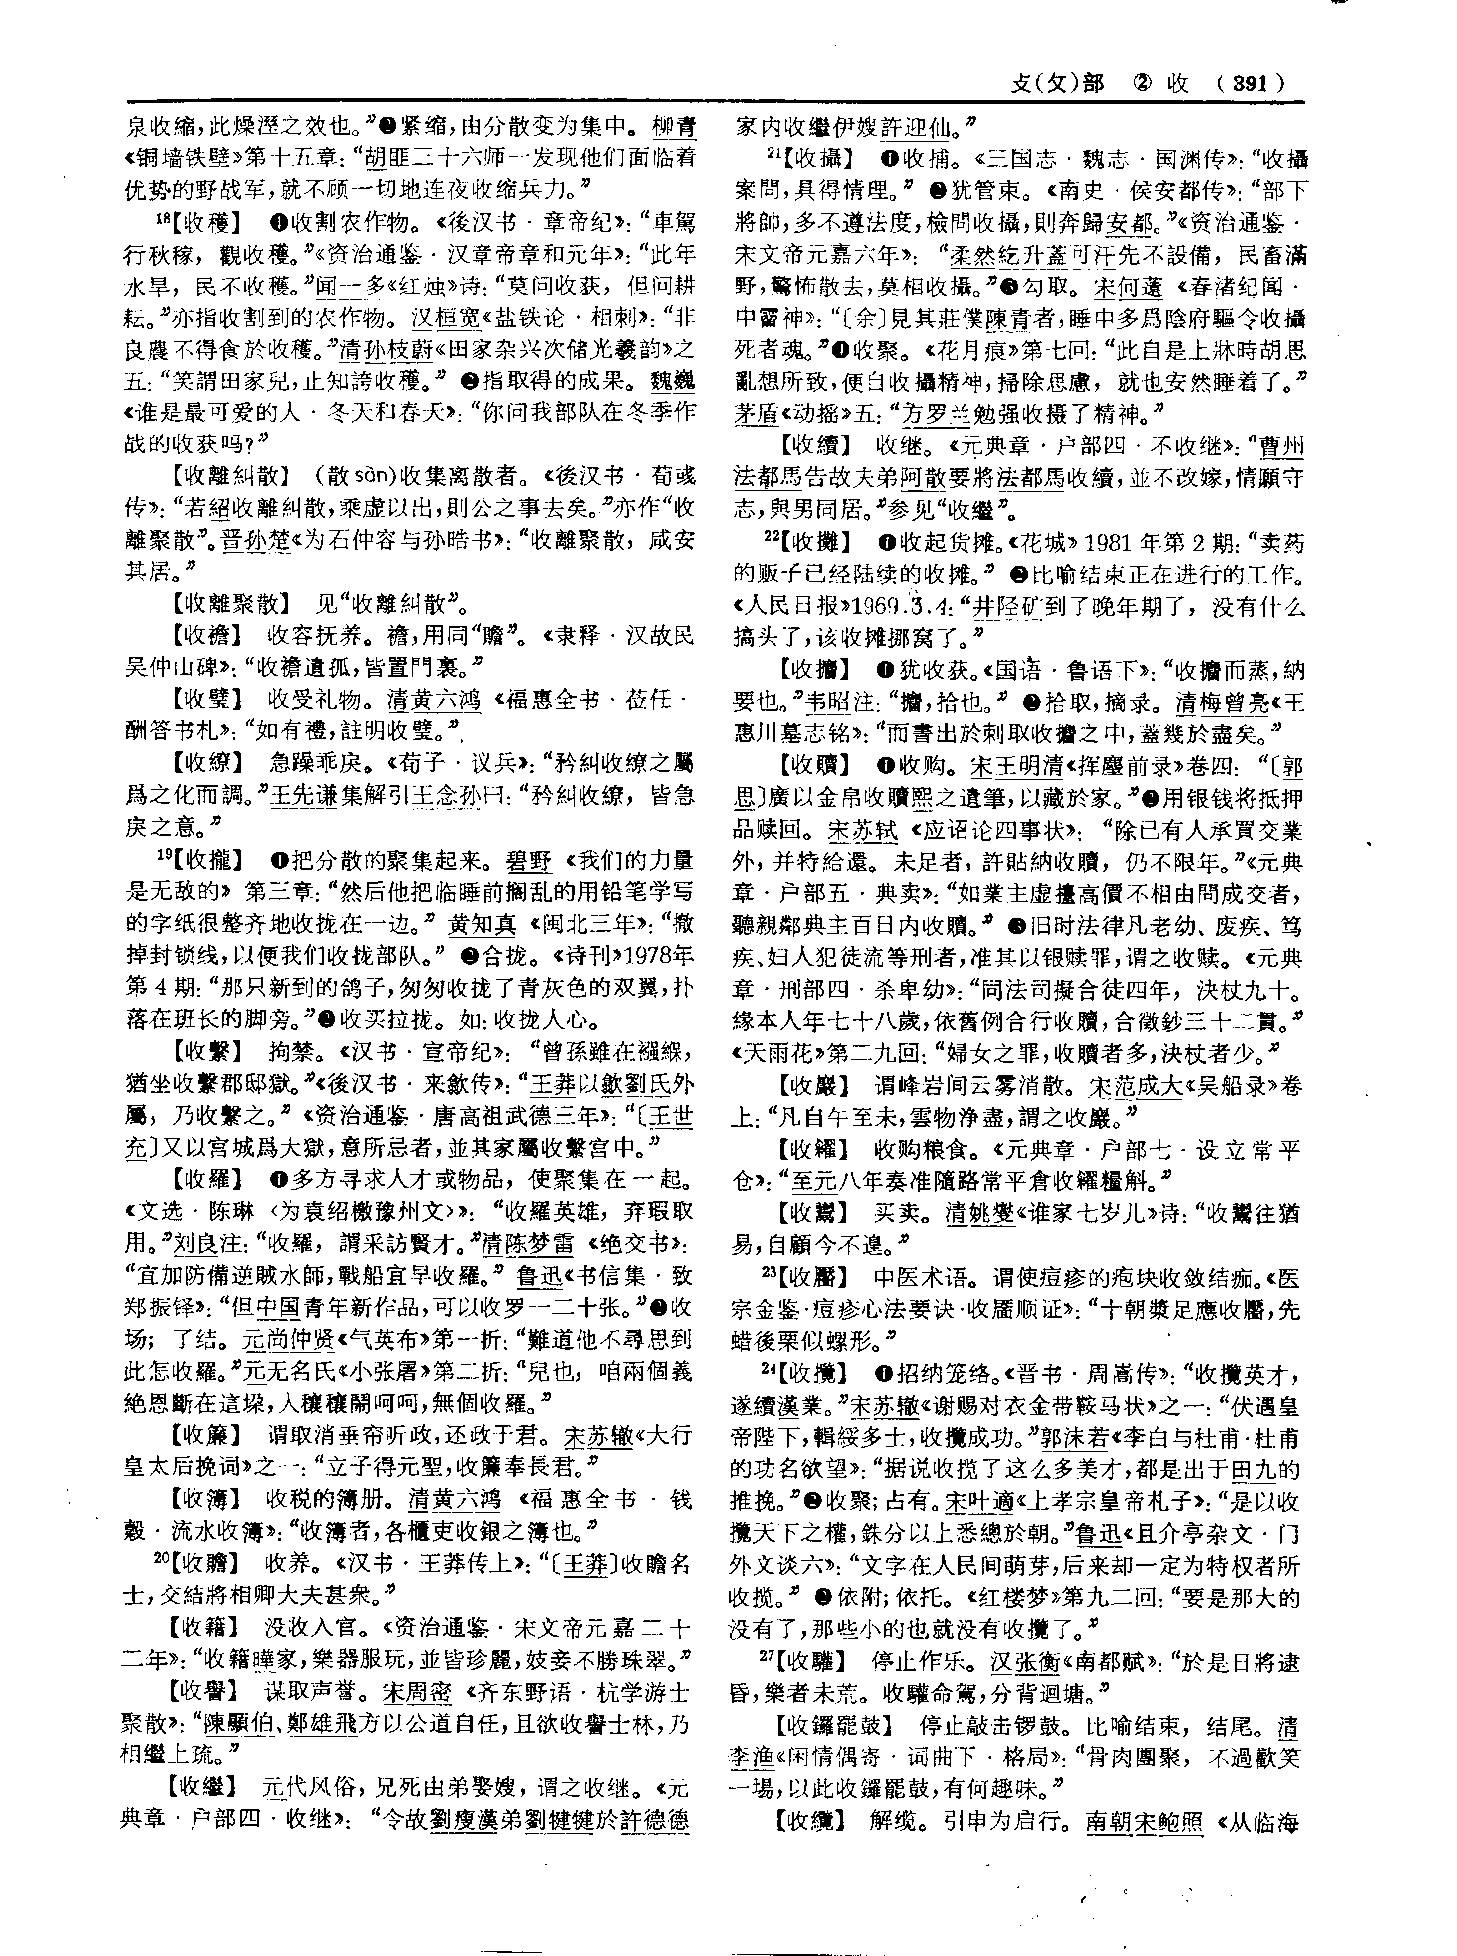 攴(攵)部 ② 收 (391)
泉收缩,此燥溼之效也。”❷紧缩,由分散变为集中。柳青
《铜墙铁壁》第十五章:“胡匪二十六师一发现他们面临着
优势的野战军,就不顾一切地连夜收缩兵力。”
18【收穫】 ❶收割农作物。《後汉书·章帝纪》:“車駕
行秋稼, 觀收穫。”《资治通鉴·汉章帝章和元年》:“此年
水旱, 民不收穫。”闻一多《红烛》诗:“莫问收获, 但问耕
耘。”亦指收割到的农作物。汉桓宽《盐铁论·相刺》:“非
良農不得食於收穫。”清孙枝蔚《田家杂兴次储光羲韵》之
五:“笑謂田家兒,止知誇收穫。” ❷指取得的成果。魏巍
《谁是最可爱的人·冬天和春天》:“你问我部队在冬季作
战的收获吗?”
【收離糾散】 (散sàn)收集离散者。《後汉书·荀彧
传》:“若紹收離糾散,乘虛以出,則公之事去矣。”亦作“收
離聚散”。晋孙楚《为石仲容与孙晧书》:“收離聚散, 咸安
其居。”
【收離聚散】 见“收離糾散”。
【收襜】 收容抚养。襜,用同“贍”。《隶释·汉故民
吴仲山碑》:“收襜遺孤,皆置門裏。”
【收璧】 收受礼物。清黄六鸿《福惠全书·莅任·
酬答书札》:“如有禮,註明收璧。”
【收繚】 急躁乖戾。《荀子·议兵》:“矜糾收繚之屬
爲之化而調。”王先谦集解引王念孙曰:“矜糾收繚, 皆急
戾之意。”
19【收攏】 ❶把分散的聚集起来。碧野《我们的力量
是无敌的》第三章:“然后他把临睡前搁乱的用铅笔学写
的字纸很整齐地收拢在一边。” 黄知真《闽北三年》:“撤
掉封锁线,以便我们收拢部队。” ❷合拢。《诗刊》1978年
第4期:“那只新到的鸽子,匆匆收拢了青灰色的双翼,扑
落在班长的脚旁。”❸收买拉拢。如:收拢人心。
【收繫】 拘禁。《汉书·宣帝纪》:“曾孫雖在襁緥,
猶坐收繫郡邸獄。”《後汉书·来歙传》:“王莽以歙劉氏外
屬, 乃收繫之。”《资治通鉴·唐高祖武德三年》:“〔王世
充〕又以宮城爲大獄,意所忌者,並其家屬收繫宮中。”
【收羅】 ❶多方寻求人才或物品, 使聚集在一起。
《文选·陈琳〈为袁绍檄豫州文〉》:“收羅英雄, 弃瑕取
用。”刘良注:“收羅, 謂采訪賢才。”清陈梦雷《绝交书》:
“宜加防備逆賊水師,戰船宜早收羅。” 鲁迅《书信集·致
郑振铎》:“但中国青年新作品,可以收罗一二十张。”❷收
场; 了结。元尚仲贤《气英布》第一折:“難道他不尋思到
此怎收羅。”元无名氏《小张屠》第二折:“兒也, 咱兩個義
絶恩斷在這垜,人穰穰鬧呵呵,無個收羅。”
【收簾】 谓取消垂帘听政,还政于君。宋苏辙《大行
皇太后挽词》之一:“立子得元聖,收簾奉長君。”
【收簿】 收税的簿册。清黄六鸿《福惠全书·钱
穀·流水收簿》:“收簿者,各櫃吏收銀之簿也。”
20【收贍】 收养。《汉书·王莽传上》:“〔王莽〕收贍名
士,交結將相卿大夫甚衆。”
【收籍】 没收入官。《资治通鉴·宋文帝元嘉二十
二年》:“收籍曄家,樂器服玩,並皆珍麗,妓妾不勝珠翠。”
【收譽】 谋取声誉。宋周密《齐东野语·杭学游士
聚散》:“陳顯伯、鄭雄飛方以公道自任,且欲收譽士林,乃
相繼上疏。”
【收繼】 元代风俗, 兄死由弟娶嫂, 谓之收继。《元
典章·户部四·收继》:“令故劉瘦漢弟劉犍犍於許德德
家内收繼伊嫂許迎仙。”
21【收攝】 ❶收捕。《三国志·魏志·国渊传》:“收攝
案問,具得情理。” ❷犹管束。《南史·侯安都传》:“部下
將帥,多不遵法度,檢問收攝,則奔歸安都。”《资治通鉴·
宋文帝元嘉六年》:“柔然紇升蓋可汗先不設備, 民畜滿
野,驚怖散去,莫相收攝。”❸勾取。宋何薳《春渚纪闻·
中霤神》:“〔余〕見其莊僕陳青者,睡中多爲陰府驅令收攝
死者魂。”❹收聚。《花月痕》第七回:“此自是上牀時胡思
亂想所致,便自收攝精神,掃除思慮, 就也安然睡着了。”
茅盾《动摇》五:“方罗兰勉强收摄了精神。”
【收續】 收继。《元典章·户部四·不收继》:“曹州
法都馬告故夫弟阿散要將法都馬收續,並不改嫁,情願守
志,與男同居。”参见“收繼”。
22【收攤】 ❶收起货摊。《花城》1981年第2期:“卖药
的贩子已经陆续的收摊。” ❷比喻结束正在进行的工作。
《人民日报》1969.3.4:“井陉矿到了晚年期了, 没有什么
搞头了,该收摊挪窝了。”
【收攟】 ❶犹收获。《国语·鲁语下》:“收攟而蒸,納
要也。”韦昭注:“攟,拾也。” ❷拾取,摘录。清梅曾亮《王
惠川墓志铭》:“而書出於刺取收攟之中,蓋幾於盡矣。”
【收贖】 ❶收购。宋王明清《挥麈前录》卷四:“〔郭
思〕廣以金帛收贖熙之遺筆,以藏於家。”❷用银钱将抵押
品赎回。宋苏轼《应诏论四事状》:“除已有人承買交業
外, 并特給還。未足者, 許貼納收贖, 仍不限年。”《元典
章·户部五·典卖》:“如業主虚擡高價不相由問成交者,
聽親鄰典主百日内收贖。” ❸旧时法律凡老幼、废疾、笃
疾、妇人犯徒流等刑者,准其以银赎罪,谓之收赎。《元典
章·刑部四·杀卑幼》:“同法司擬合徒四年, 決杖九十。
緣本人年七十八歲,依舊例合行收贖,合徵鈔三十二貫。”
《天雨花》第二九回:“婦女之罪,收贖者多,決杖者少。”
【收巖】 谓峰岩间云雾消散。宋范成大《吴船录》卷
上:“凡自午至未,雲物浄盡,謂之收巖。”
【收糴】 收购粮食。《元典章·户部七·设立常平
仓》:“至元八年奏准隨路常平倉收糴糧斛。”
【收鬻】 买卖。清姚燮《谁家七岁儿》诗:“收鬻往猶
易,自顧今不遑。”
23【收靨】 中医术语。谓使痘疹的疱块收敛结痂。《医
宗金鉴·痘疹心法要诀·收靥顺证》:“十朝漿足應收靨,先
蜡後栗似螺形。”
24【收攬】 ❶招纳笼络。《晋书·周嵩传》:“收攬英才,
遂續漢業。”宋苏辙《谢赐对衣金带鞍马状》之一:“伏遇皇
帝陛下,輯綏多士,收攬成功。”郭沫若《李白与杜甫·杜甫
的功名欲望》:“据说收揽了这么多美才,都是出于田九的
推挽。”❷收聚;占有。宋叶適《上孝宗皇帝札子》:“是以收
攬天下之權,銖分以上悉總於朝。”鲁迅《且介亭杂文·门
外文谈六》:“文字在人民间萌芽,后来却一定为特权者所
收揽。” ❸依附;依托。《红楼梦》第九二回:“要是那大的
没有了,那些小的也就没有收攬了。”
27【收驩】 停止作乐。汉张衡《南都赋》:“於是日將逮
昏,樂者未荒。收驩命駕,分背迴塘。”
【收鑼罷鼓】 停止敲击锣鼓。比喻结束, 结尾。清
李渔《闲情偶寄·词曲下·格局》:“骨肉團聚, 不過歡笑
一場,以此收鑼罷鼓,有何趣味。”
【收纜】 解缆。引申为启行。南朝宋鲍照《从临海